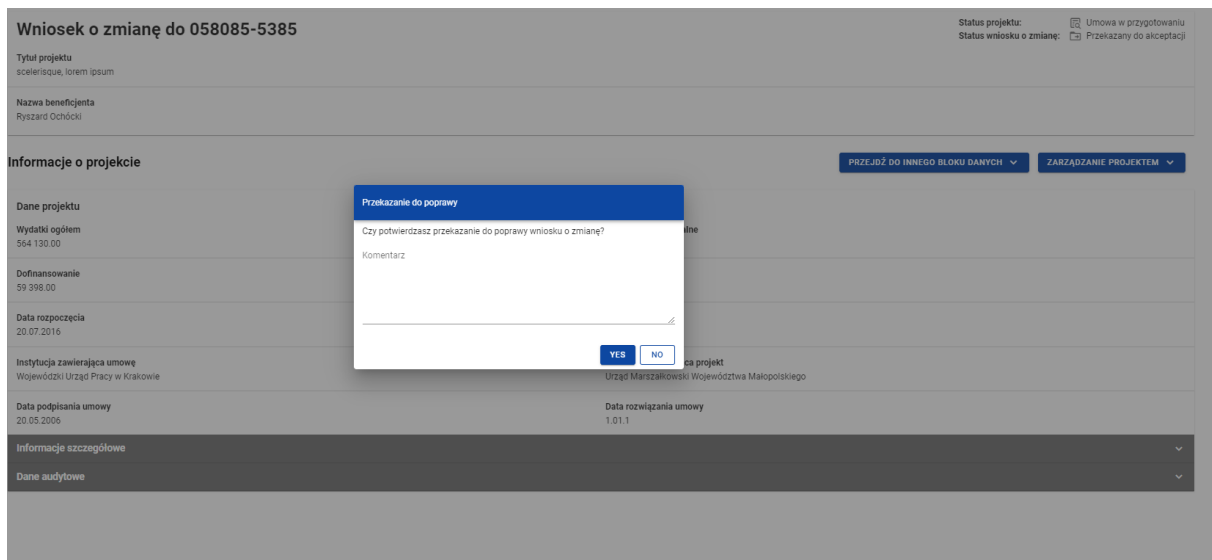 Wniosek o zmianę do 058085-5385
Status projektu: Umowa w przygotowaniu
Status wniosku o zmianę: Przekazany do akceptacji
Tytuł projektu
scelerisque, lorem ipsum
Nazwa beneficjenta
Ryszard Ochócki
Informacje o projekcie
PRZEJDŹ DO INNEGO BLOKU DANYCH
ZARZĄDZANIE PROJEKTEM
Dane projektu
Wydatki ogółem
564 130.00
Dofinansowanie
59 398.00
Data rozpoczęcia
20.07.2016
Przekazanie do poprawy
Czy potwierdzasz przekazanie do poprawy wniosku o zmianę?
Komentarz
YES NO
Instytucja zawierająca umowę
Wojewódzki Urząd Pracy w Krakowie
projekt
Urząd Marszałkowski Województwa Małopolskiego
Data podpisania umowy
20.05.2006
Data rozwiązania umowy
1.01.1
Informacje szczegółowe
Dane audytowe